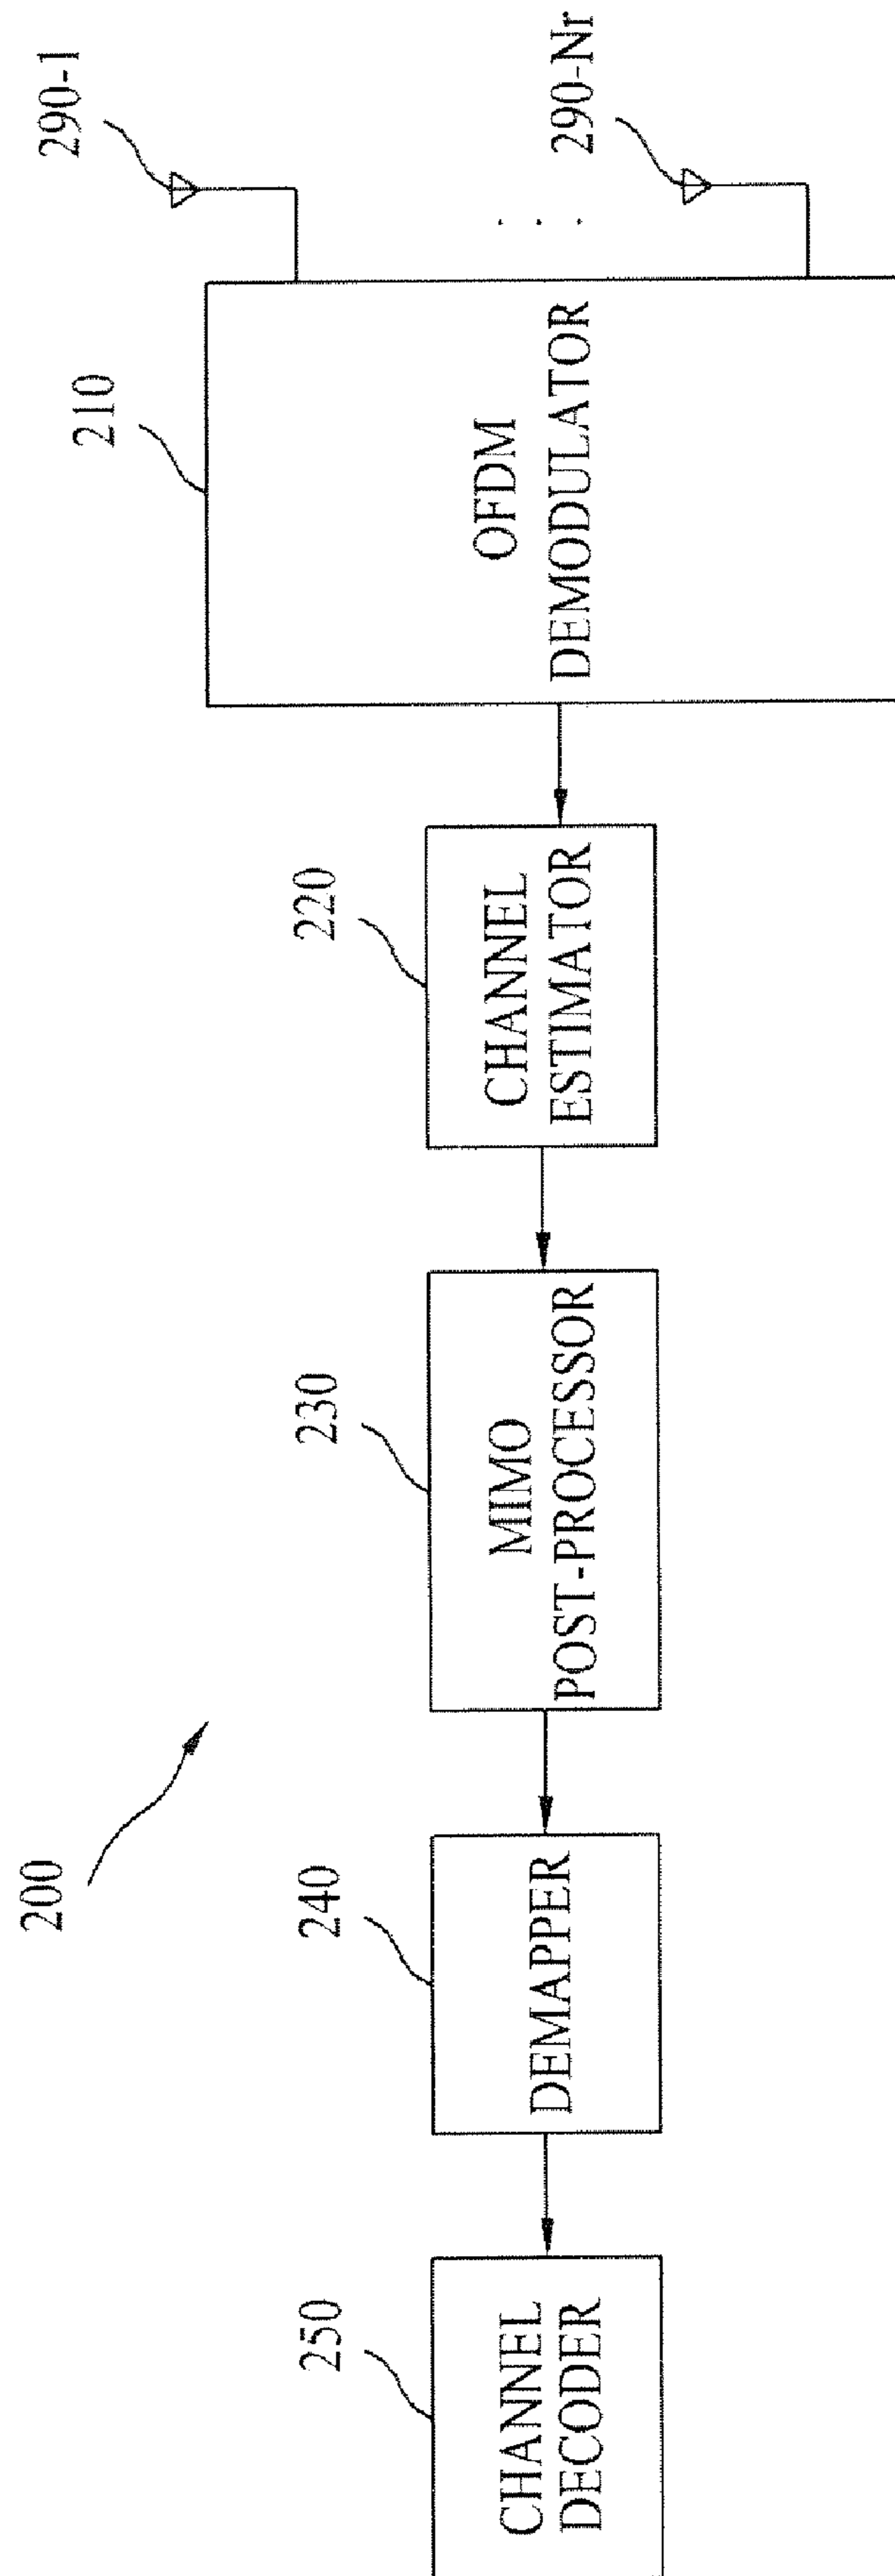 200
250
CHANNEL
DECODER
240
DEMAPPER
230
MIMO
POST-PROCESSOR
220
CHANNEL
ESTIMATOR
210
OFDM
DEMODULATOR
290-1
290-Nr